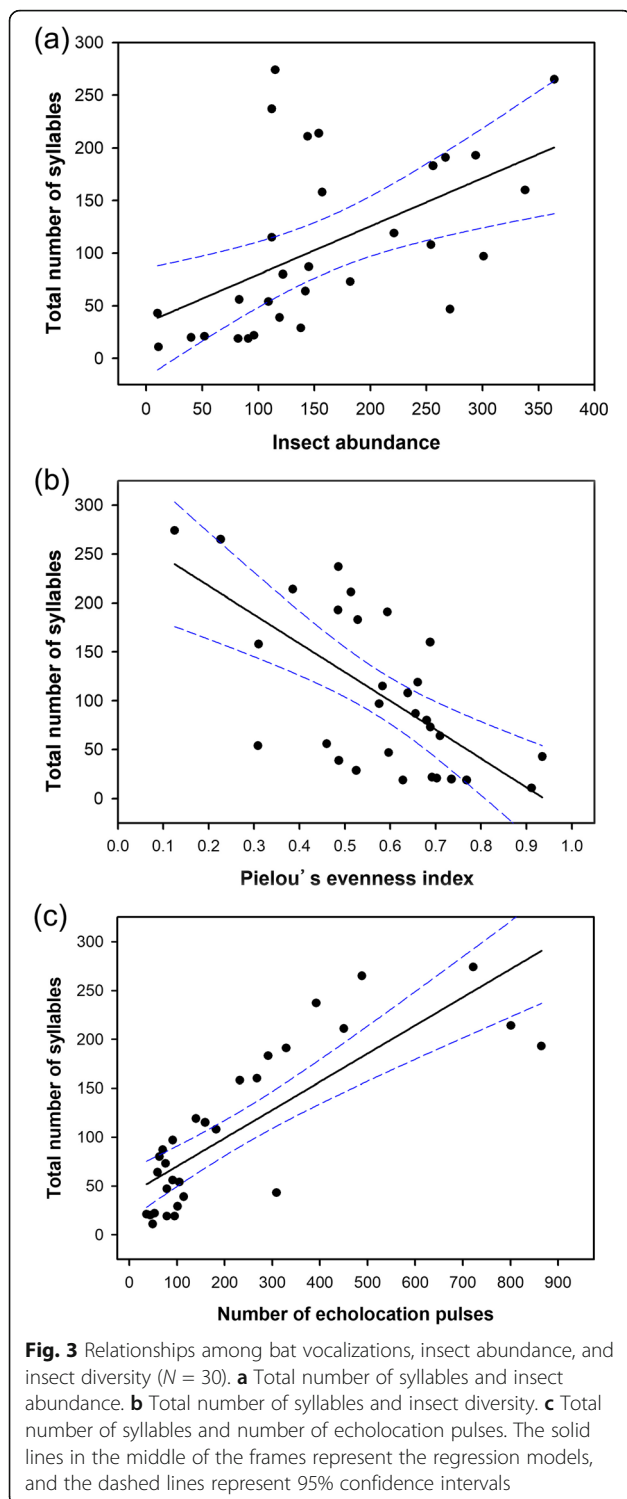 (a)
300
250
200
150
100
50
0
Total number of syllables
0 50 100 150 200 250 300 350 400
Insect abundance
(b)
300
250
200
150
100
50
0
Total number of syllables
0.0 0.1 0.2 0.3 0.4 0.5 0.6 0.7 0.8 0.9 1.0
Pielou’s evenness index
(c)
300
250
200
150
100
50
0
Total number of syllables
0 100 200 300 400 500 600 700 800 900
Number of echolocation pulses
Fig. 3 Relationships among bat vocalizations, insect abundance, and
insect diversity (N = 30). a Total number of syllables and insect
abundance. b Total number of syllables and insect diversity. c Total
number of syllables and number of echolocation pulses. The solid
lines in the middle of the frames represent the regression models,
and the dashed lines represent 95% confidence intervals